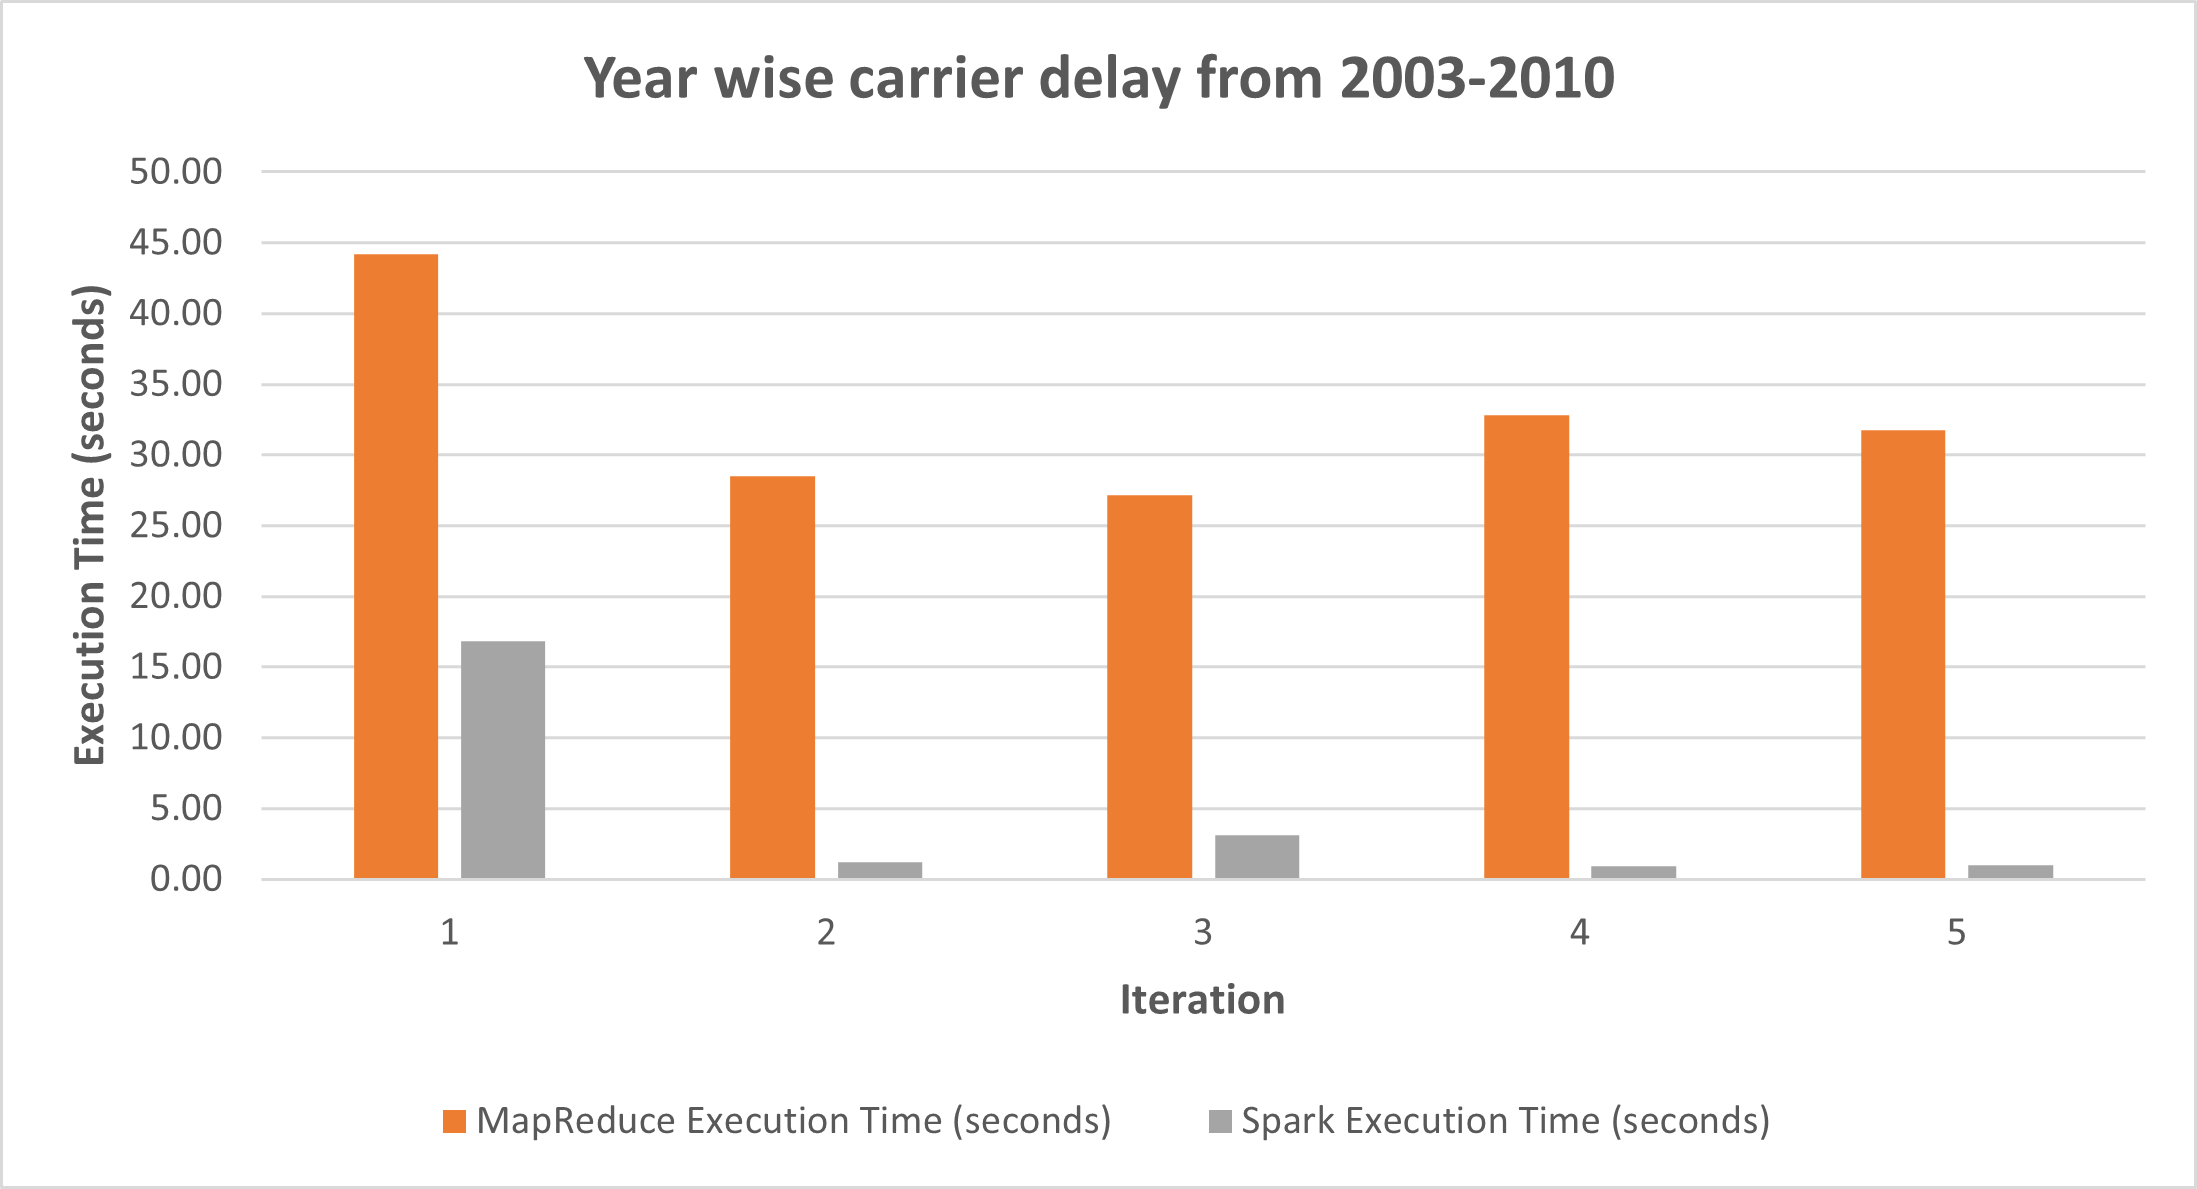 Year wise carrier delay from 2003-2010
50.00
45.00
40.00
35.00
30.00
25.00
20.00
15.00
10.00
5.00
0.00
Execution Time (seconds)
1 2 3 4 5
Iteration
MapReduce Execution Time (seconds) Spark Execution Time (seconds)